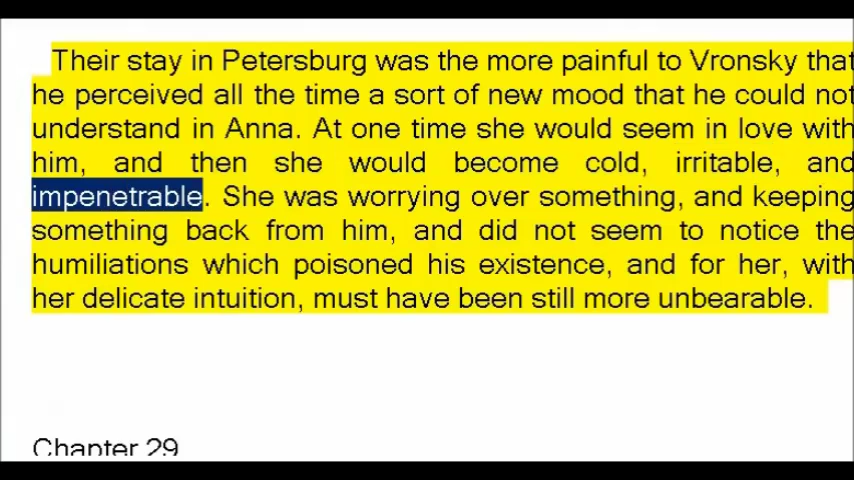 Their stay in Petersburg was the more painful to Vronsky that
he perceived all the time a sort of new mood that he could not
understand in Anna. At one time she would seem in love with
him, and then she would become cold, irritable, and
impenetrable. She was worrying over something, and keeping
something back from him, and did not seem to notice the
humiliations which poisoned his existence, and for her, with
her delicate intuition, must have been still more unbearable.
Chapter 29